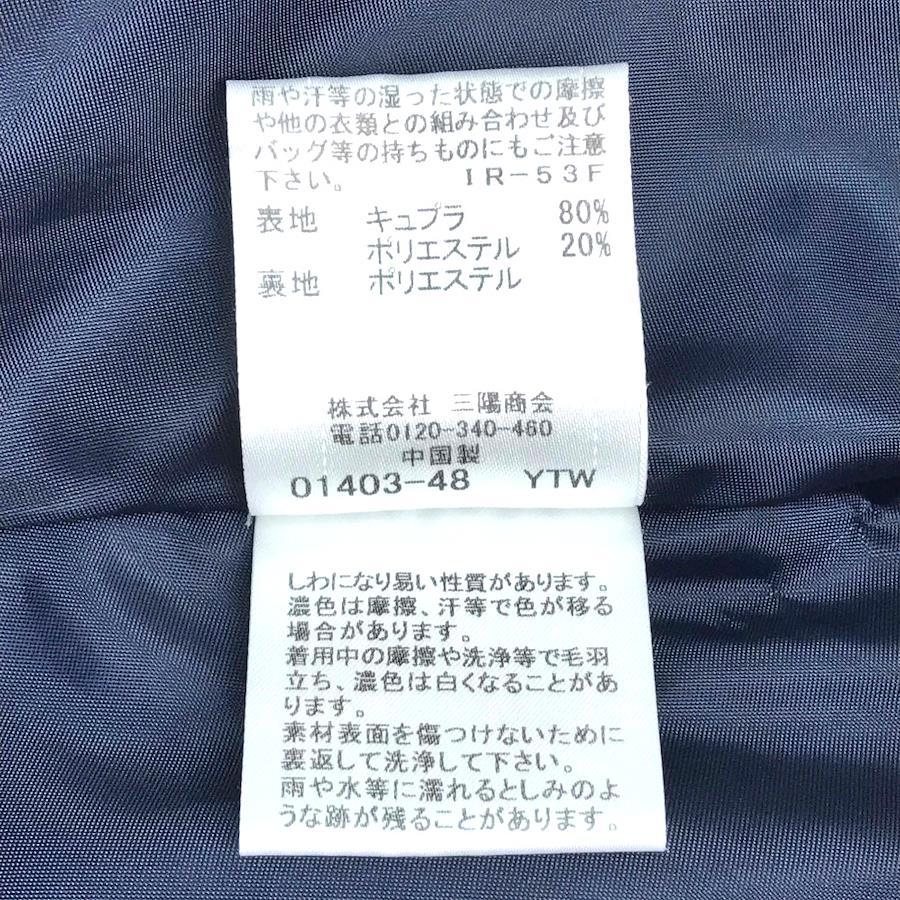 雨や汗等の湿った状態での摩擦
や他の衣類との組み合わせ及び
バッグ等の持ちものにもご注意
下さい。 IR-53F
表地 キュプラ 80%
ポリエステル 20%
裏地 ポリエステル
株式会社 三陽商会
電話0120-340-460
中国製
01403-48 YTW
しわになり易い性質があります。
濃色は摩擦、汗等で色が移る
場合があります。
着用中の摩擦や洗浄等で毛羽
立ち、濃色は白くなることがあ
ります。
素材表面を傷つけないために
裏返しして洗浄して下さい。
雨や水等に濡れるとしみのよ
うな跡が残ることがあります。